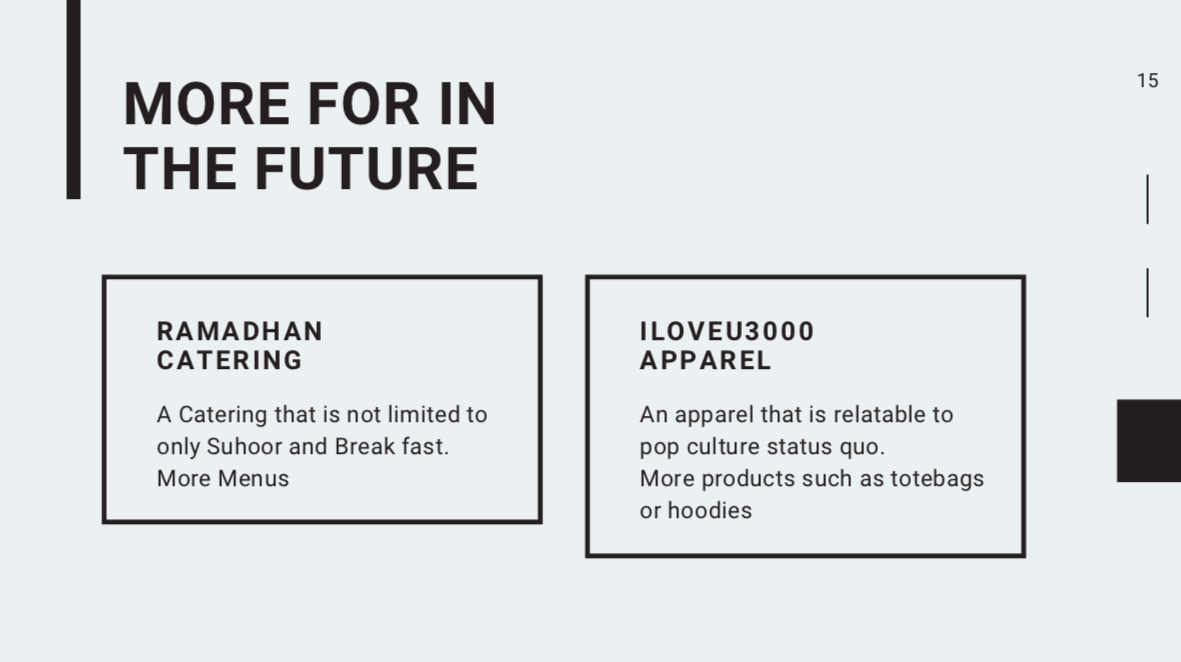 MORE FOR IN
THE FUTURE
15
RAMADHAN
CATERING
A Catering that is not limited to
only Suhoor and Break fast.
More Menus
ILOVEU3000
APPAREL
An apparel that is relatable to
pop culture status quo.
More products such as totebags
or hoodies